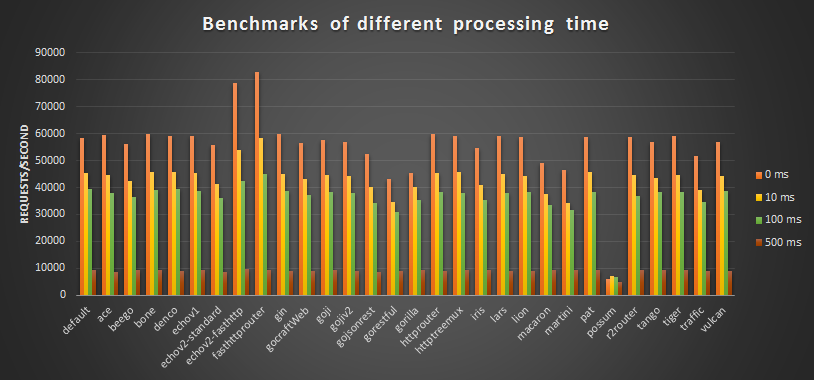 Benchmarks of different processing time
90000
80000
70000
60000
50000
40000
30000
20000
10000
0
REQUESTS/SECOND
default
ace
beego
bone
denco
echov1
echov2-standard
echov2-fasthttp
fasthttprouter
gin
gocraftWeb
goji
gojiv2
gojsonrest
gorestful
gorilla
httprouter
httptreemux
iris
lars
lion
macaron
martini
pat
possum
r2router
tango
tiger
traffic
vulcan
0 ms
10 ms
100 ms
500 ms